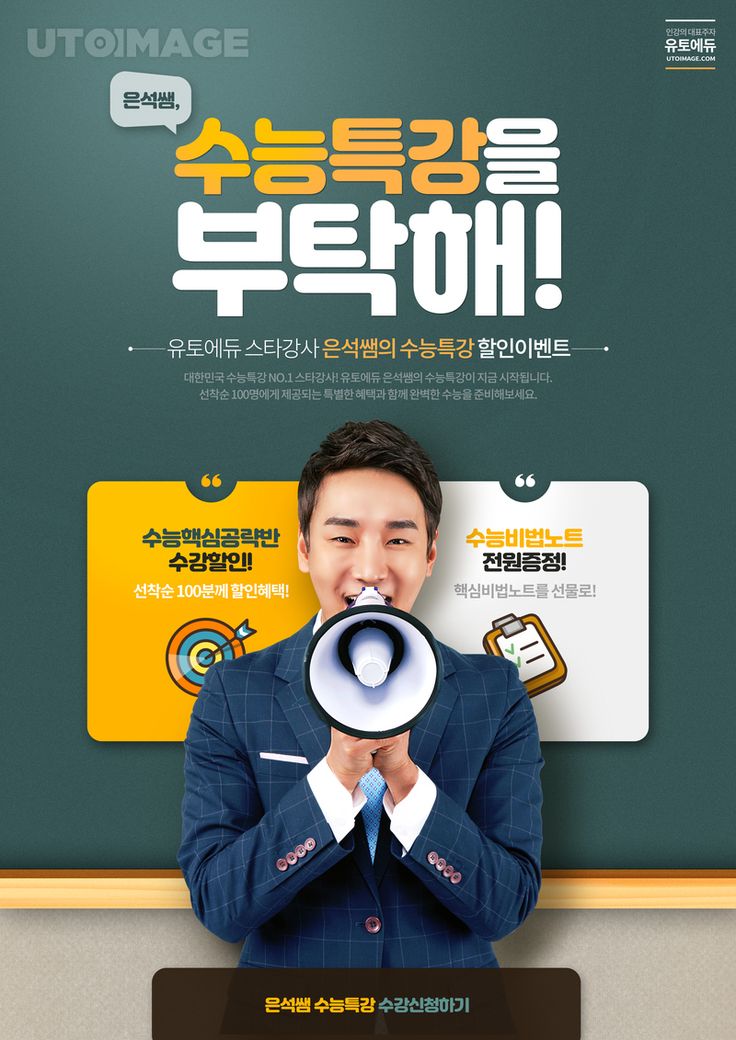 UTOIMAGE
인강의 대표주자
유토에듀
UTOIMAGE.COM
은석쌤,
수능특강을
부탁해!
유토에듀 스타강사 은석쌤의 수능특강 할인이벤트
대한민국 수능특강 NO.1 스타강사! 유토에듀 은석쌤의 수능특강이 지금 시작됩니다.
선착순 100명에게 제공되는 특별한 혜택과 함께 완벽한 수능을 준비해보세요.
수능핵심공략반
수강할인!
선착순 100분께 할인혜택!
수능비법노트
전원증정!
핵심비법노트를 선물로!
은석쌤 수능특강 수강신청하기